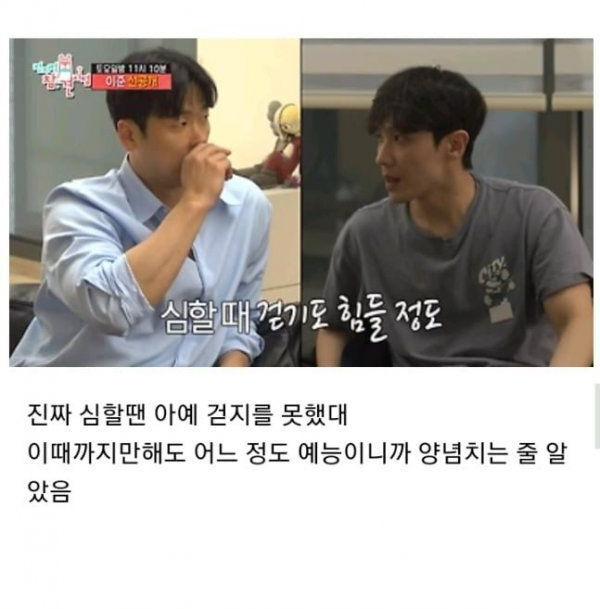 토요일밤 11시 10분
이준 선공개
심할 때 걷기도 힘들 정도
진짜 심할땐 아예 걷지를 못했대
이때까지만해도 어느 정도 예능이니까 양념치는 줄 알
았음